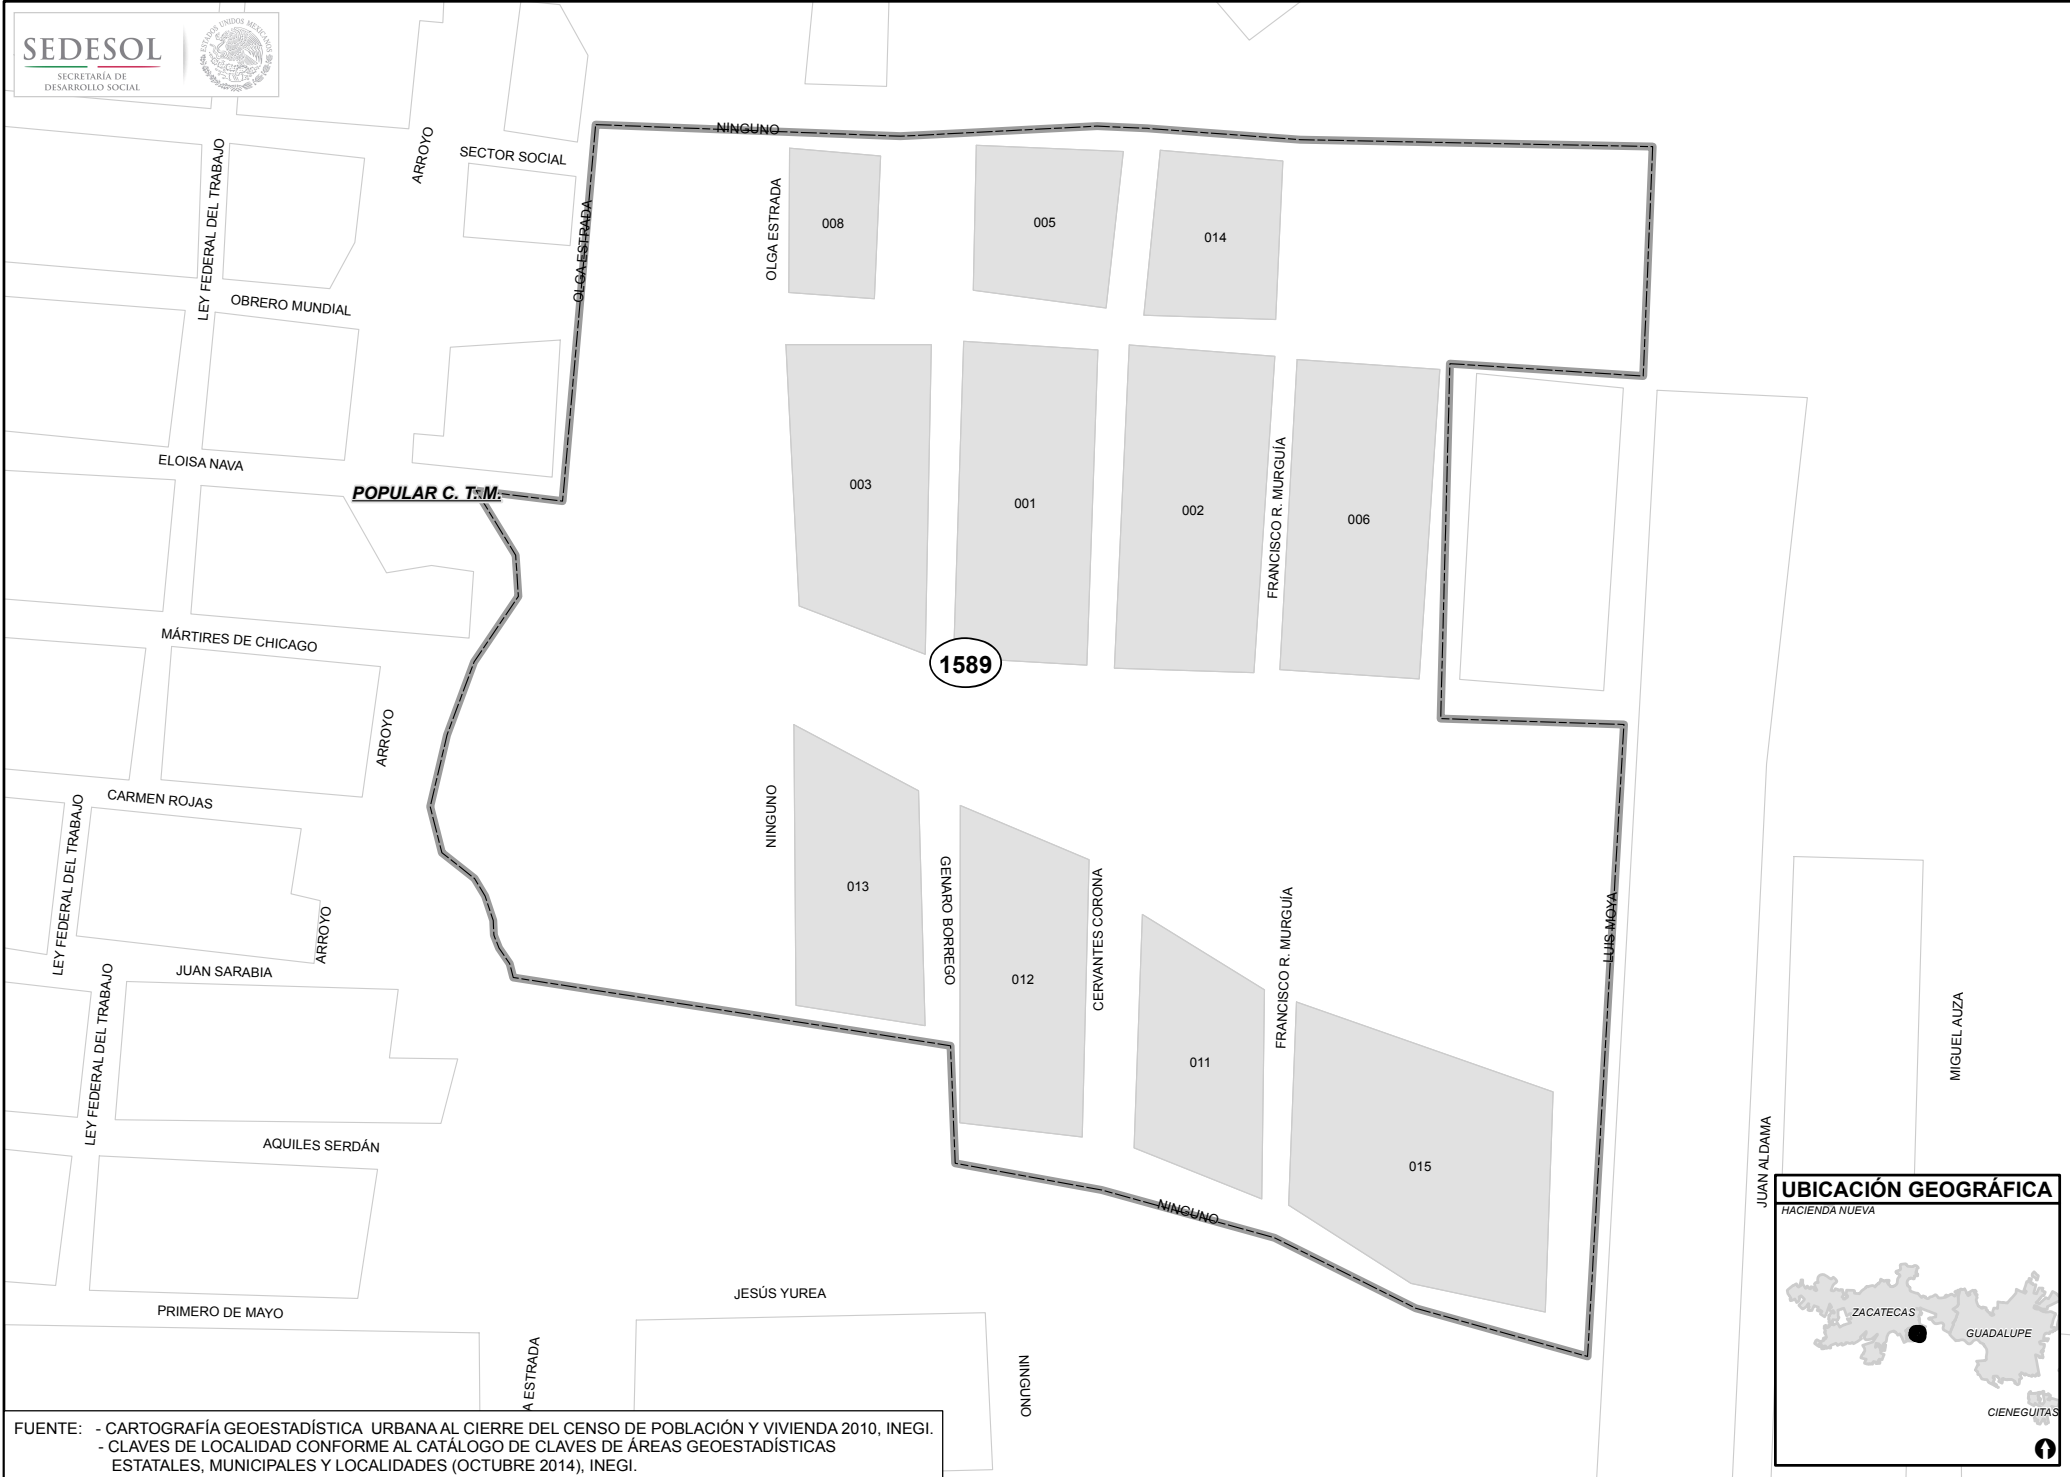 SEDESOL
SECRETARÍA DE
DESARROLLO SOCIAL
ESTADOS UNIDOS MEXICANOS
NINGUNO
ARROYO
SECTOR SOCIAL
LEY FEDERAL DEL TRABAJO
OLGA ESTRADA
OLGA ESTRADA
008
005
014
OBRERO MUNDIAL
ELOISA NAVA
POPULAR C. T. M.
003
001
002
FRANCISCO R. MURGUÍA
006
MÁRTIRES DE CHICAGO
1589
ARROYO
CARMEN ROJAS
LEY FEDERAL DEL TRABAJO
NINGUNO
013
GENARO BORREGO
012
CERVANTES CORONA
FRANCISCO R. MURGUÍA
LUIS MOYA
ARROYO
JUAN SARABIA
LEY FEDERAL DEL TRABAJO
011
MIGUEL AUZA
AQUILES SERDÁN
015
JUAN ALDAMA
NINGUNO
PRIMERO DE MAYO
JESÚS YUREA
A ESTRADA
NINGUNO
UBICACIÓN GEOGRÁFICA
HACIENDA NUEVA
ZACATECAS
GUADALUPE
CIENEGUITAS
FUENTE: - CARTOGRAFÍA GEOESTADÍSTICA URBANA AL CIERRE DEL CENSO DE POBLACIÓN Y VIVIENDA 2010, INEGI.
- CLAVES DE LOCALIDAD CONFORME AL CATÁLOGO DE CLAVES DE ÁREAS GEOESTADÍSTICAS
ESTATALES, MUNICIPALES Y LOCALIDADES (OCTUBRE 2014), INEGI.